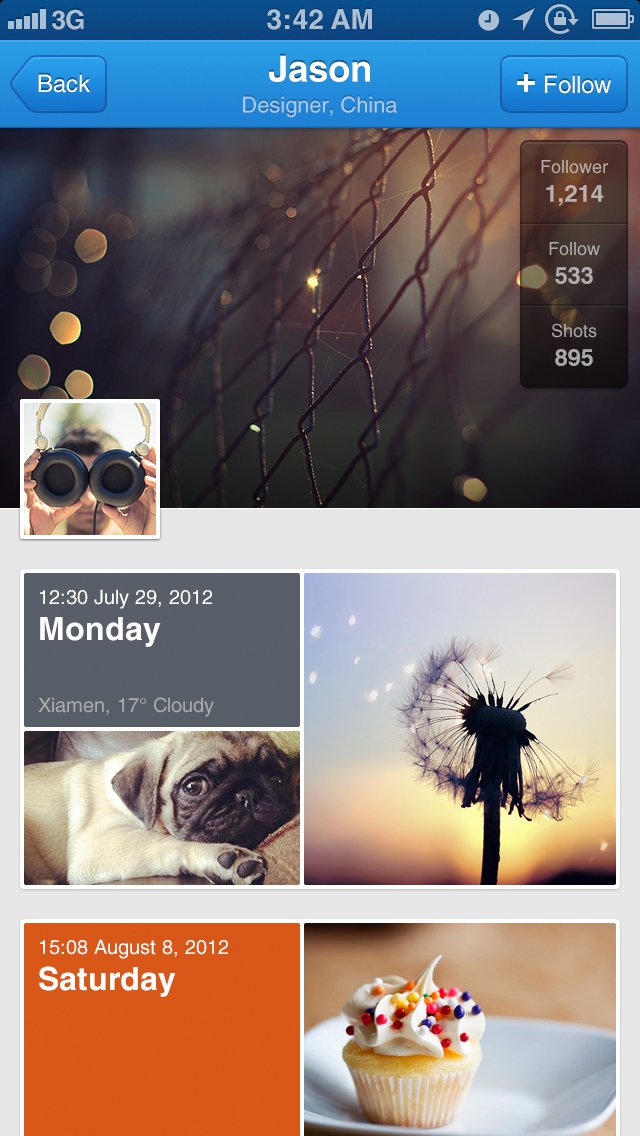 3G 3:42 AM
Back
Jason
Designer, China
+ Follow
Follower
1,214
Follow
533
Shots
895
12:30 July 29, 2012
Monday
Xiamen, 17° Cloudy
15:08 August 8, 2012
Saturday